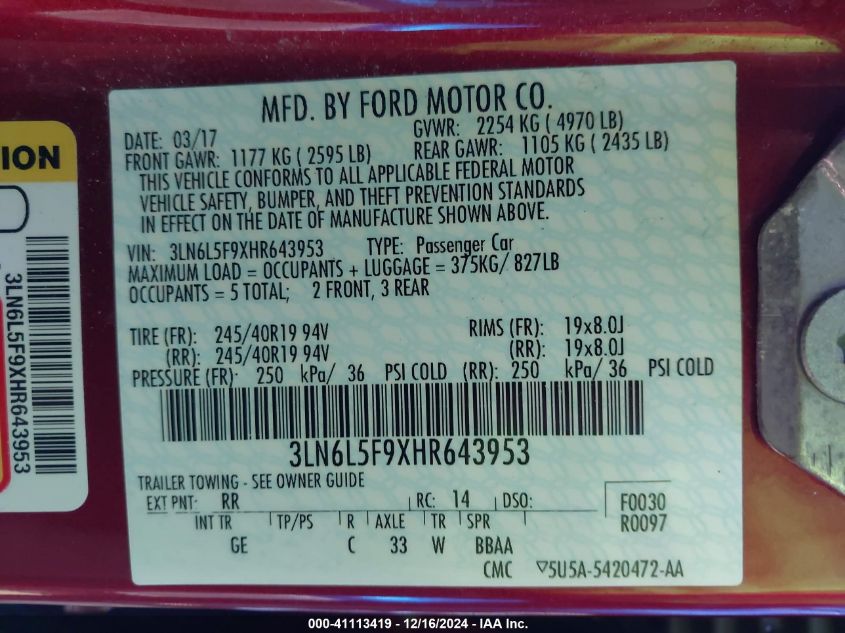 MFD. BY FORD MOTOR CO.
DATE: 03/17
GVWR: 2254 KG ( 4970 LB)
FRONT GAWR: 1177 KG ( 2595 LB)
REAR GAWR: 1105 KG ( 2435 LB)
THIS VEHICLE CONFORMS TO ALL APPLICABLE FEDERAL MOTOR
VEHICLE SAFETY, BUMPER, AND THEFT PREVENTION STANDARDS
IN EFFECT ON THE DATE OF MANUFACTURE SHOWN ABOVE.
VIN: 3LN6L5F9XHR643953 TYPE: Passenger Car
MAXIMUM LOAD = OCCUPANTS + LUGGAGE = 375KG/ 827LB
OCCUPANTS = 5 TOTAL; 2 FRONT, 3 REAR
TIRE (FR): 245/40R19 94V RIMS (FR): 19x8.0J
(RR): 245/40R19 94V (RR): 19x8.0J
PRESSURE (FR): 250 kPa/ 36 PSI COLD (RR): 250 kPa/ 36 PSI COLD
3LN6L5F9XHR643953
TRAILER TOWING - SEE OWNER GUIDE
EXT PNT: RR RC: 14 DSO:
F0030
R0097
INT TR TP/PS R AXLE TR SPR
GE C 33 W BBAA
CMC ▽5U5A-5420472-AA
ION
3LN6L5F9XHR643953
000-41113419 - 12/16/2024 - IAA Inc.